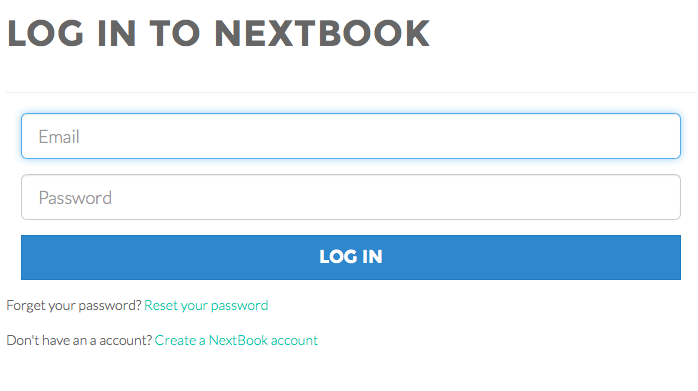 LOG IN TO NEXTBOOK
Email
Password
LOG IN
Forget your password? Reset your password
Don't have an a account? Create a NextBook account